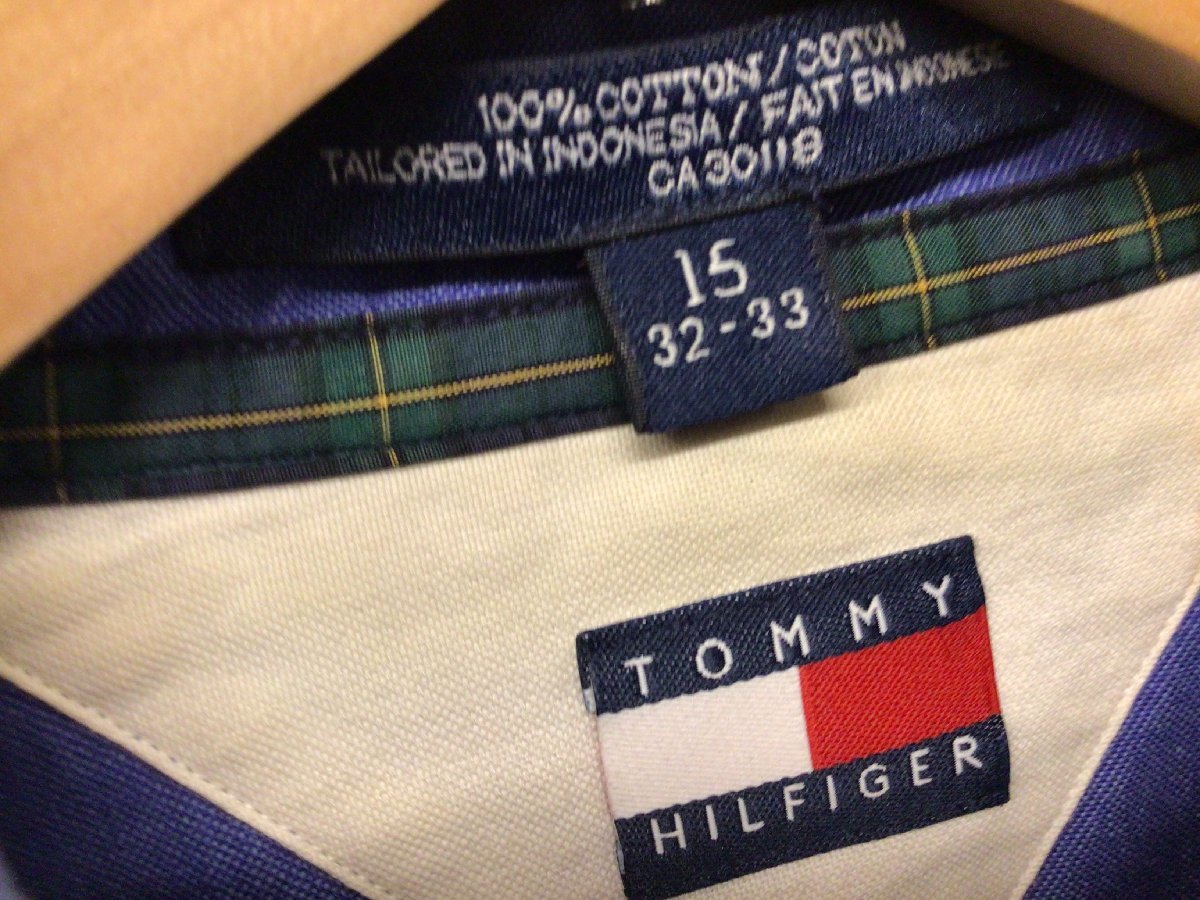 100% COTTON / COTON
TAILORED IN INDONESIA / FAIT EN INDONESIE
CA30118
15
32-33
TOMMY
HILFIGER